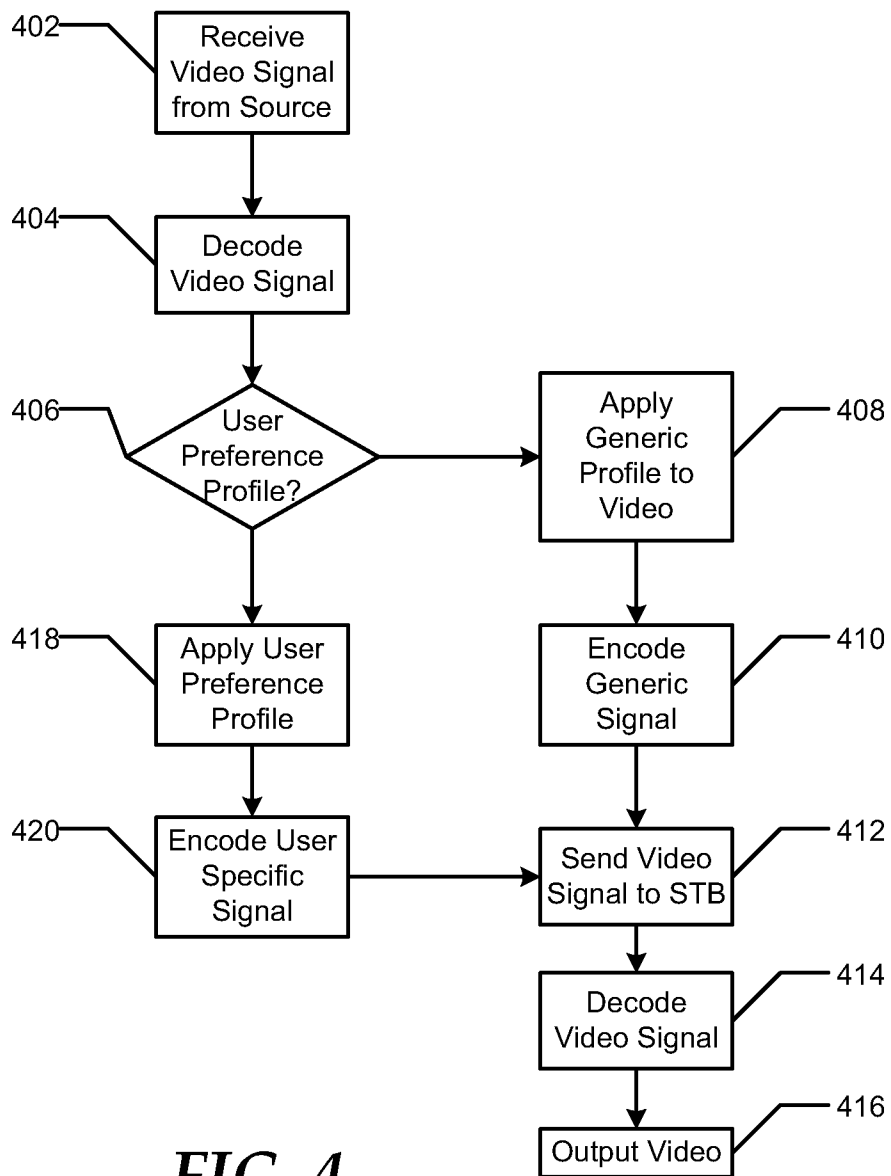 402
Receive
Video Signal
from Source
404
Decode
Video Signal
406
User
Preference
Profile?
Apply
Generic
Profile to
Video
408
418
Apply User
Preference
Profile
Encode
Generic
Signal
410
420
Encode User
Specific
Signal
Send Video
Signal to STB
412
Decode
Video Signal
414
Output Video
416
FIG. 4